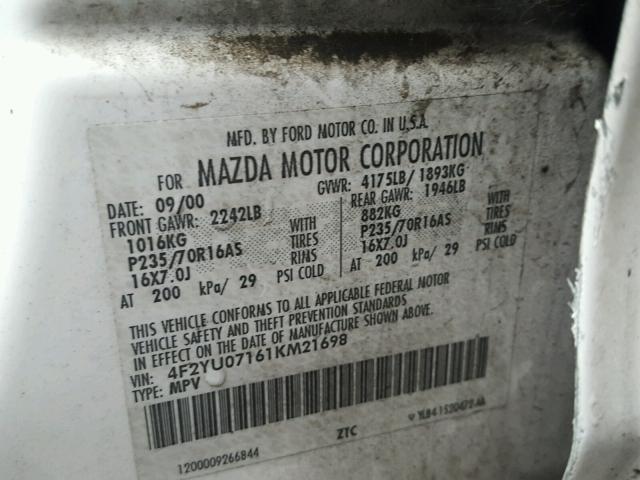 MFD. BY FORD MOTOR CO. IN U.S.A.
FOR MAZDA MOTOR CORPORATION
DATE: 09/00 GVWR: 4175LB/ 1893KG
FRONT GAWR: 2242LB REAR GAWR: 1946LB
1016KG WITH 882KG WITH
P235/70R16AS TIRES P235/70R16AS TIRES
16X7.0J RIMS 16X7.0J RIMS
AT 200 kPa/ 29 PSI COLD AT 200 kPa/ 29 PSI COLD
THIS VEHICLE CONFORMS TO ALL APPLICABLE FEDERAL MOTOR
VEHICLE SAFETY AND THEFT PREVENTION STANDARDS
IN EFFECT ON THE DATE OF MANUFACTURE SHOWN ABOVE.
VIN: 4F2YU07161KM21698
TYPE: MPV
1200009266844 ZTC